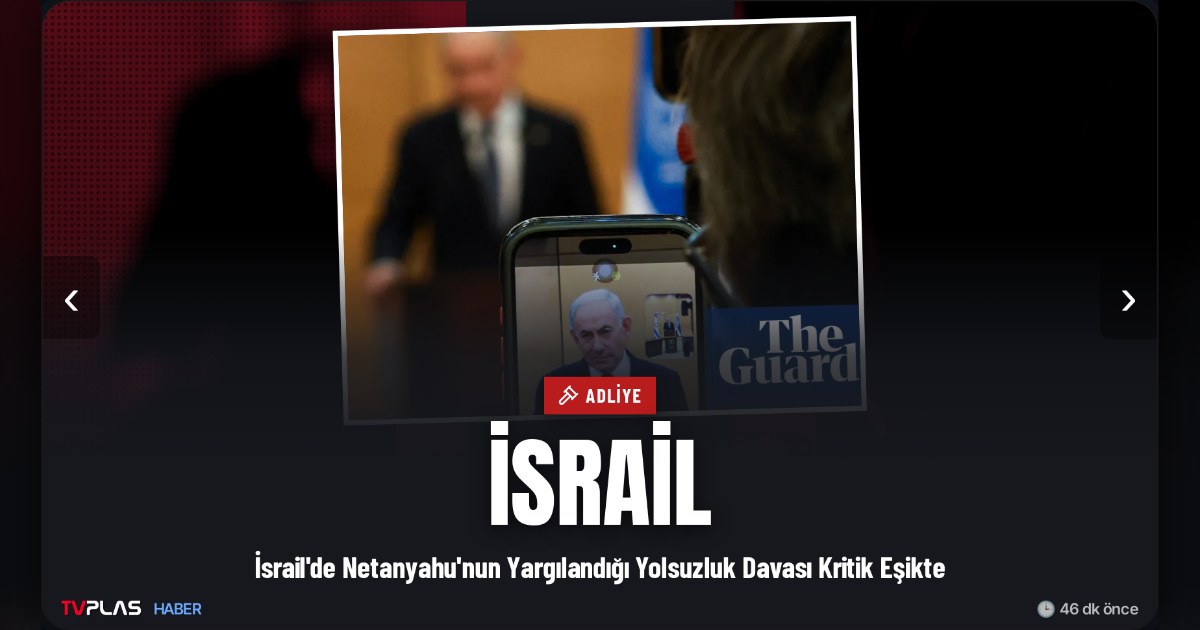 The
Guard
ADLİYE
İSRAİL
İsrail'de Netanyahu'nun Yargılandığı Yolsuzluk Davası Kritik Eşikte
TVPLAS HABER
46 dk önce